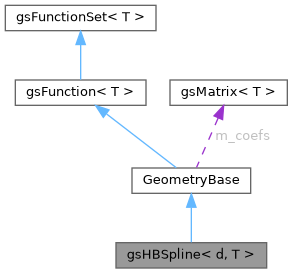 gsFunctionSet< T >
gsFunction< T >
gsMatrix< T >
m_coefs
GeometryBase
gsHBSpline< d, T >